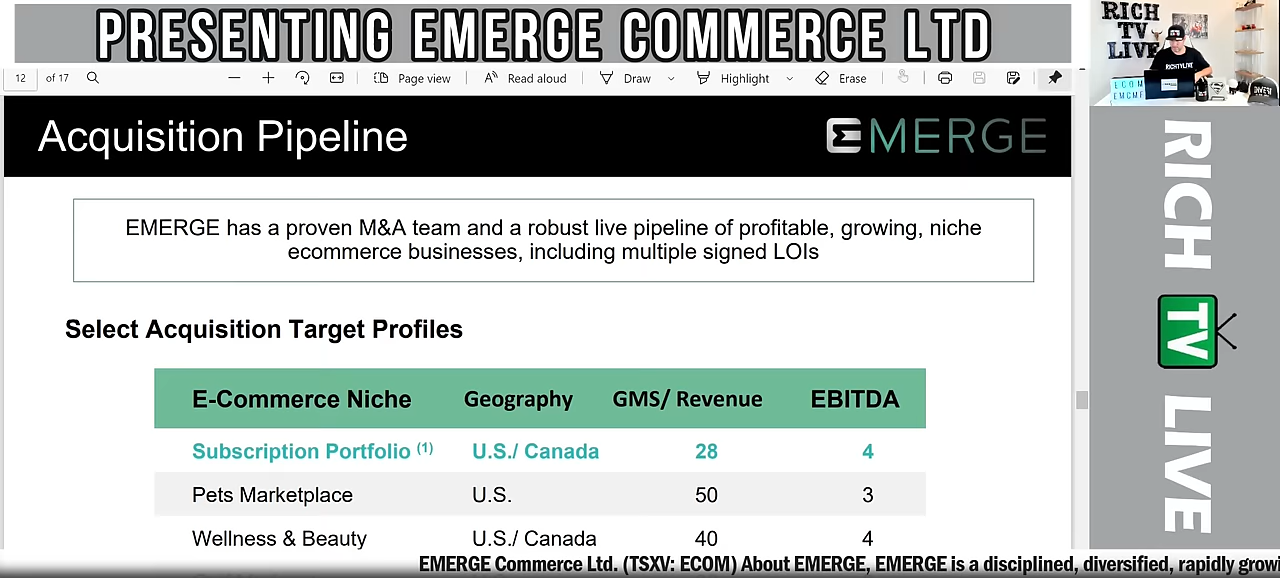 PRESENTING EMERGE COMMERCE LTD
RICH
TV
LIVE
12 of 17 Page view Read aloud Draw Highlight Erase
RICHTVLIVE
ECOM
EMCMF
INVEST
Acquisition Pipeline
EMERGE
EMERGE has a proven M&A team and a robust live pipeline of profitable, growing, niche
ecommerce businesses, including multiple signed LOIs
Select Acquisition Target Profiles
E-Commerce Niche Geography GMS/ Revenue EBITDA
Subscription Portfolio (1) U.S./ Canada 28 4
Pets Marketplace U.S. 50 3
Wellness & Beauty U.S./ Canada 40 4
RICH TV LIVE
EMERGE Commerce Ltd. (TSXV: ECOM) About EMERGE, EMERGE is a disciplined, diversified, rapidly growi